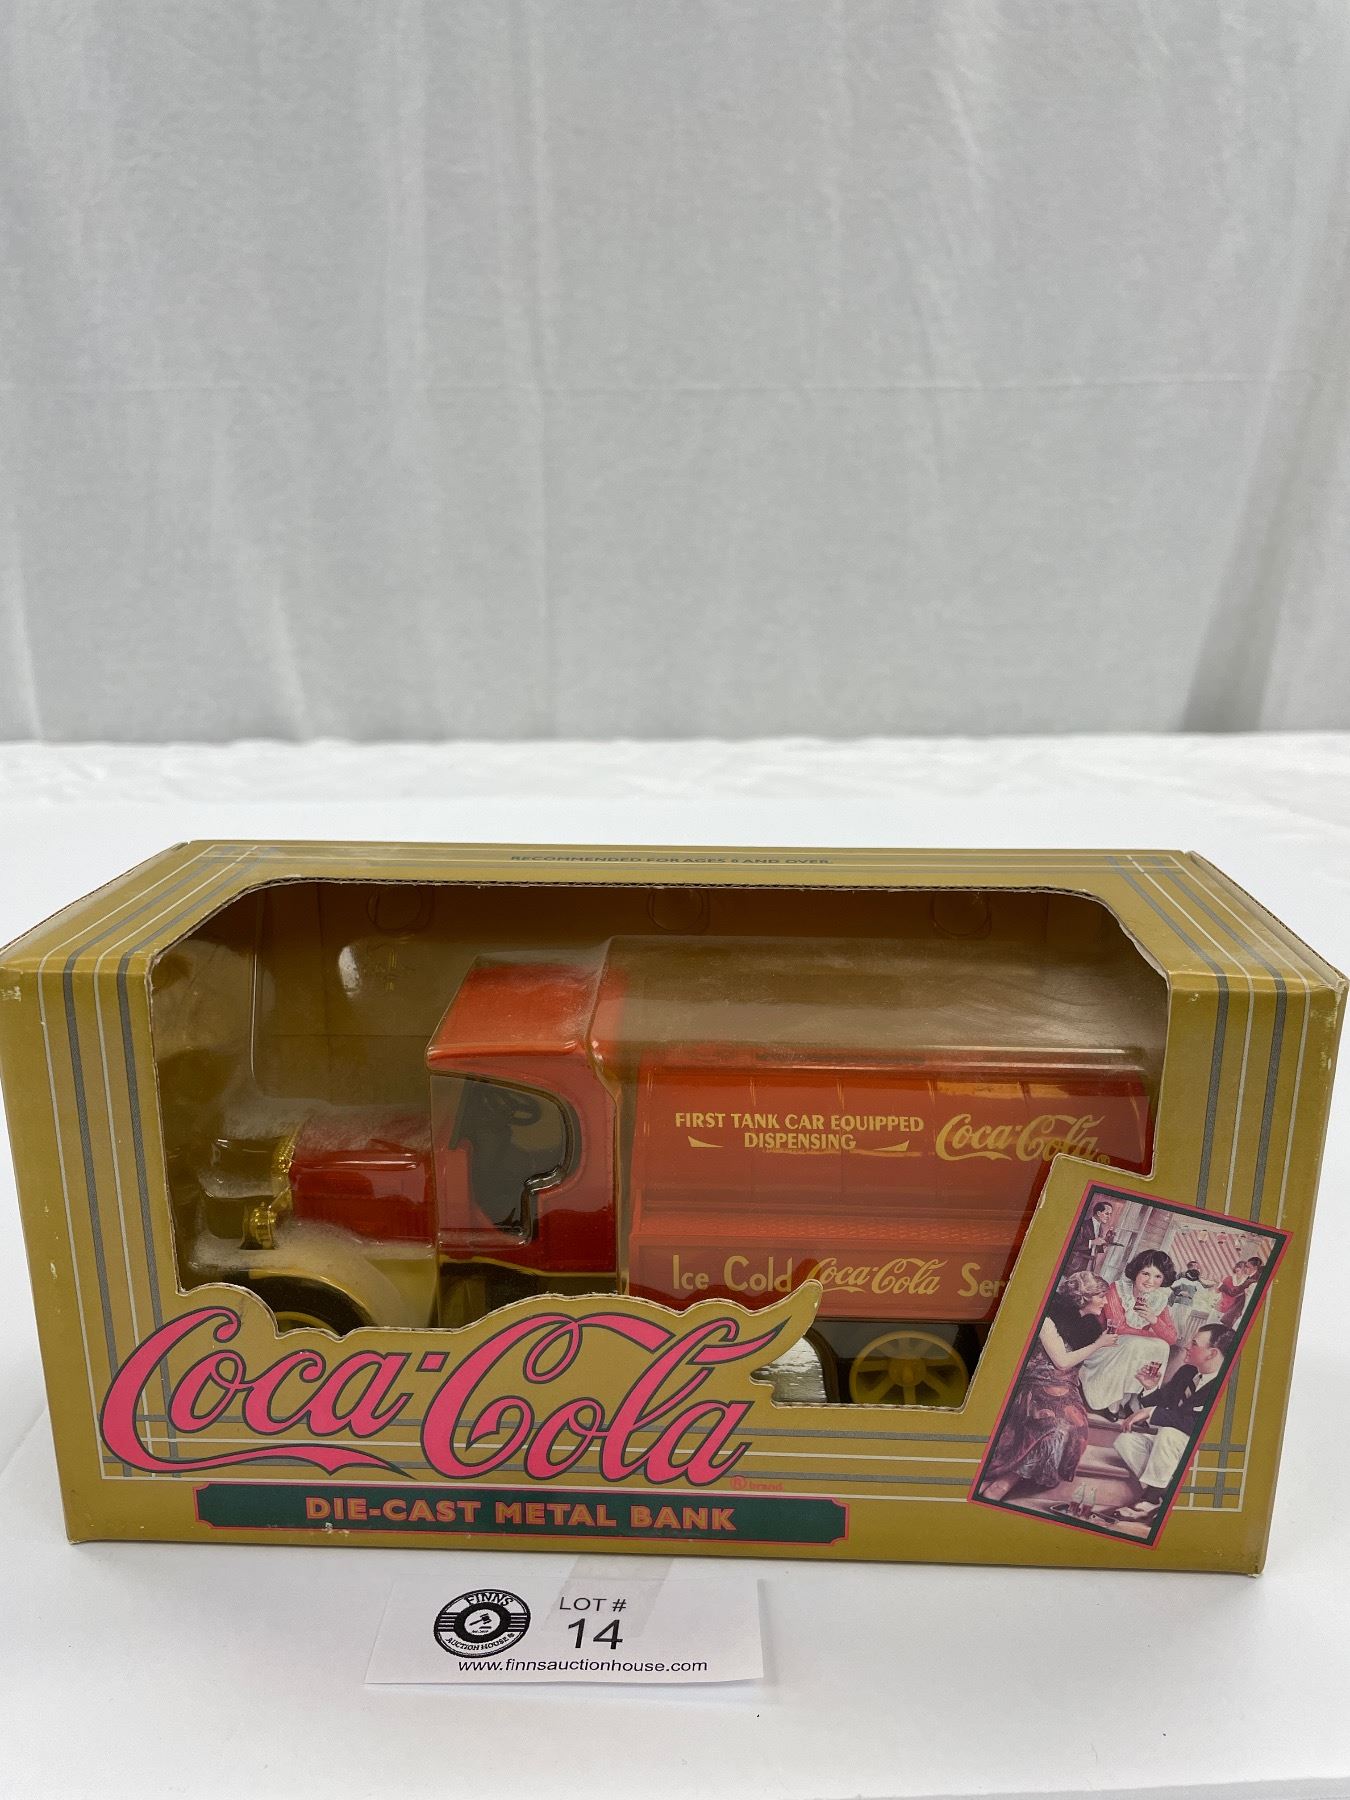 RECOMMENDED FOR AGES 8 AND OVER.
FIRST TANK CAR EQUIPPED
DISPENSING
Coca-Cola ®
Ice Cold Coca-Cola Ser
Coca-Cola
® brand
DIE-CAST METAL BANK
FINNS
AUCTION HOUSE
LOT #
14
www.finnsauctionhouse.com